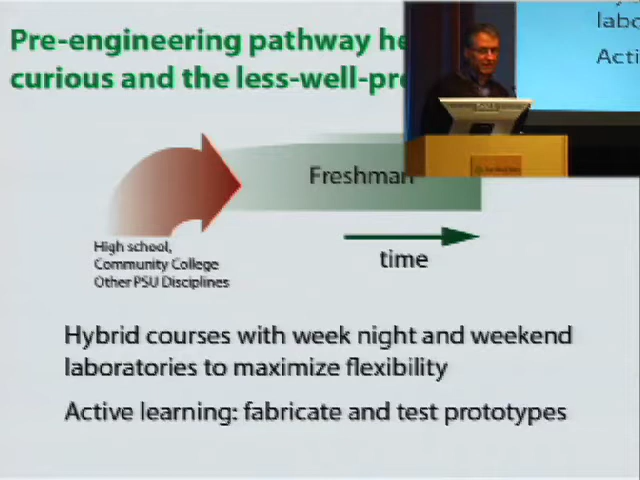 Pre-engineering pathway he
curious and the less-well-pre
labo
Acti
Freshman
time
High school,
Community College
Other PSU Disciplines
Hybrid courses with week night and weekend
laboratories to maximize flexibility
Active learning: fabricate and test prototypes